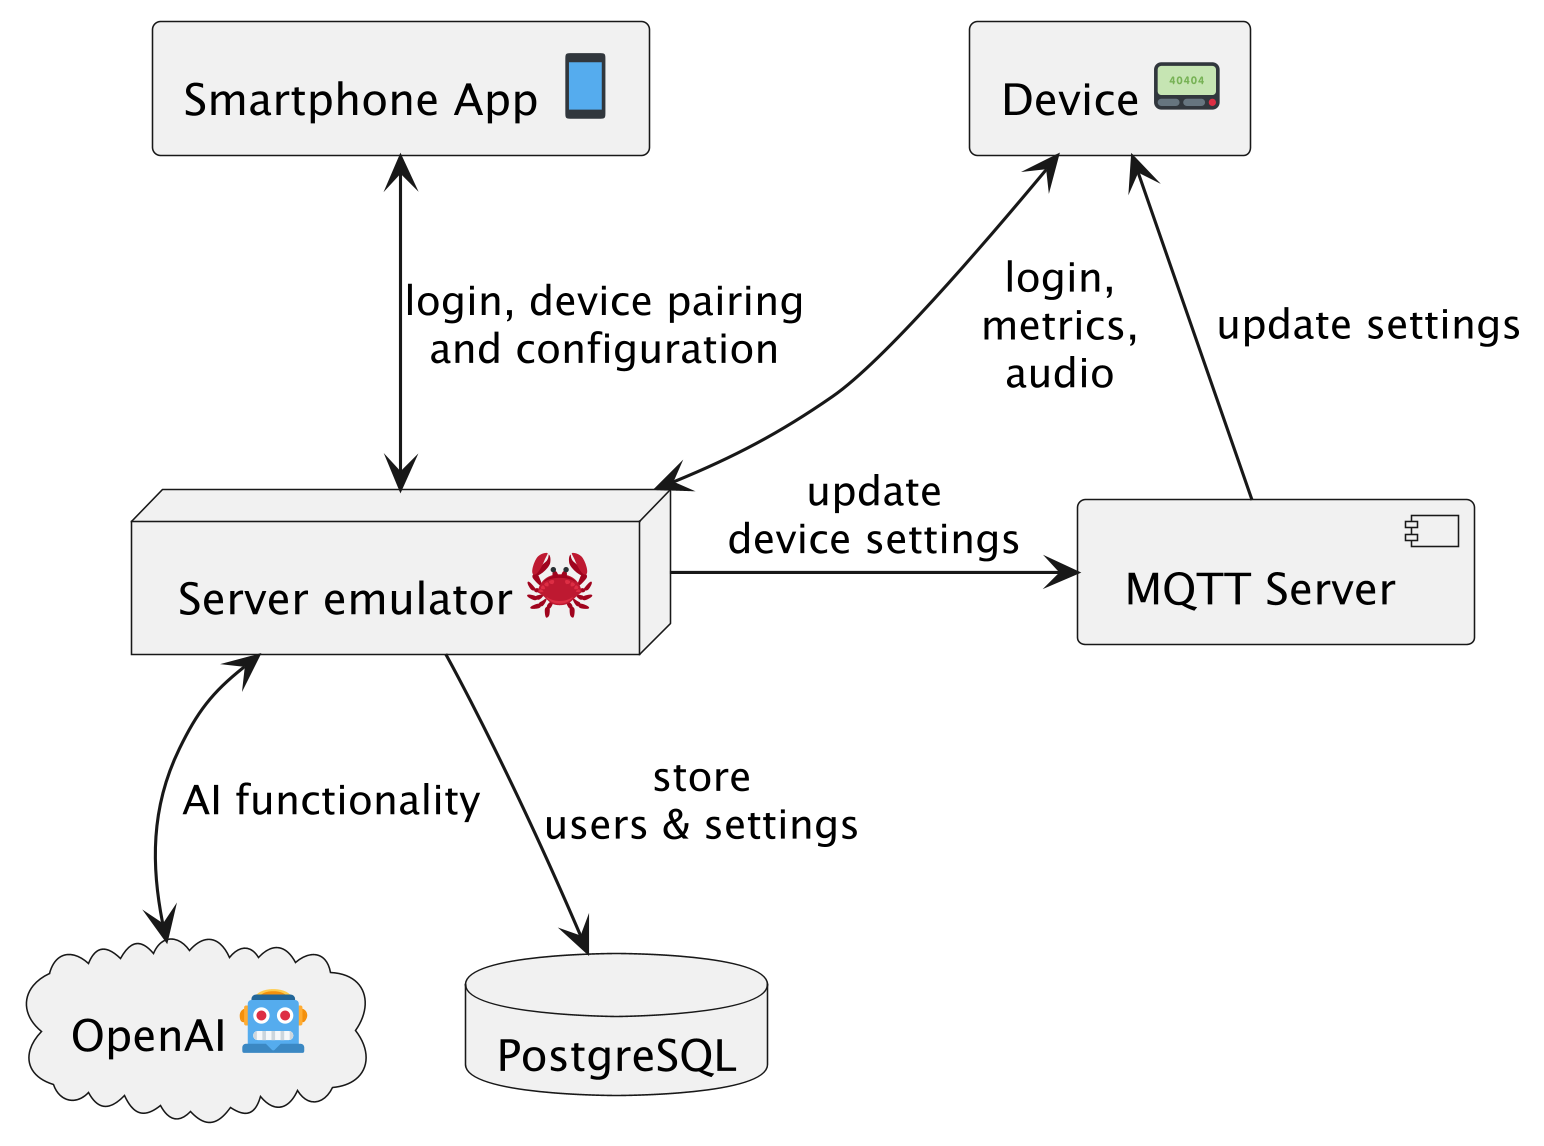 Smartphone App
Device
40404
login, device pairing
and configuration
login,
metrics,
audio
update settings
update
device settings
Server emulator
MQTT Server
AI functionality
store
users & settings
OpenAI
PostgreSQL